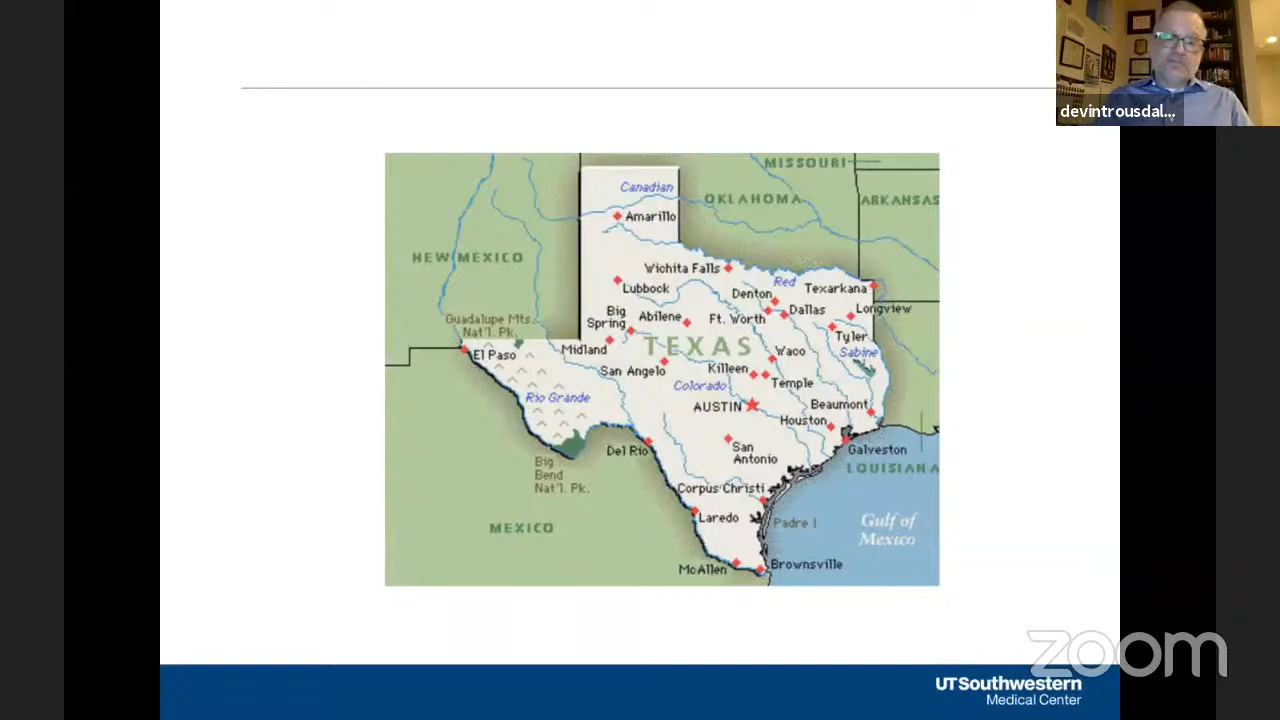 devintrousdal...
MISSOURI
Canadian
OKLAHOMA
ARKANSAS
Amarillo
NEW MEXICO
Wichita Falls
Red
Lubbock
Denton
Texarkana
Big
Spring
Abilene
Ft. Worth
Dallas
Longview
Guadalupe Mts.
Nat'l. Pk.
El Paso
Midland
TEXAS
Tyler
Waco
Sabine
San Angelo
Killeen
Temple
Colorado
Rio Grande
AUSTIN
Beaumont
Houston
Del Rio
San
Antonio
Galveston
LOUISIANA
Big
Bend
Nat'l. Pk.
Corpus Christi
MEXICO
Laredo
Padre I
Gulf of
Mexico
McAllen
Brownsville
zoom
UTSouthwestern
Medical Center